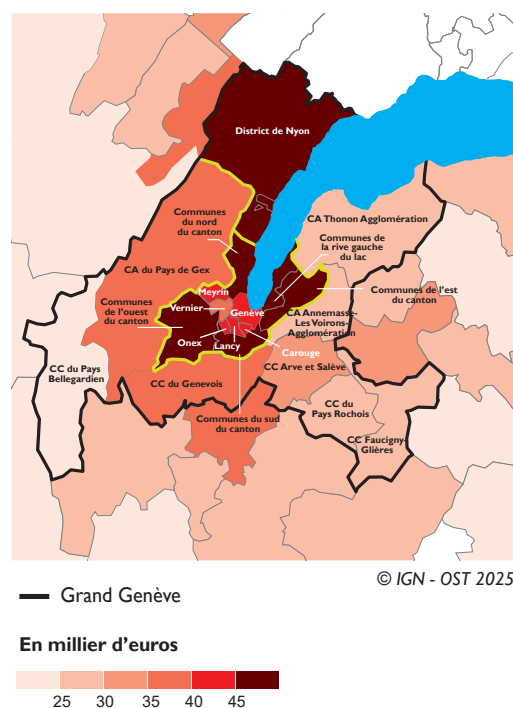 District de Nyon
Communes
du nord
du canton
CA Thonon Agglomération
Communes de
la rive gauche
du lac
CA du Pays de Gex
Communes de l'est
du canton
Meyrin
Communes
de l'ouest
du canton
Vernier
Genève
CA Annemasse-
Les Voirons-
Agglomération
Onex
Lancy
Carouge
CC du Pays
Bellegardien
CC Arve et Salève
CC du Genevois
CC du
Pays Rochois
Communes du sud
du canton
CC Faucigny-
Glières
© IGN - OST 2025
Grand Genève
En millier d’euros
25 30 35 40 45